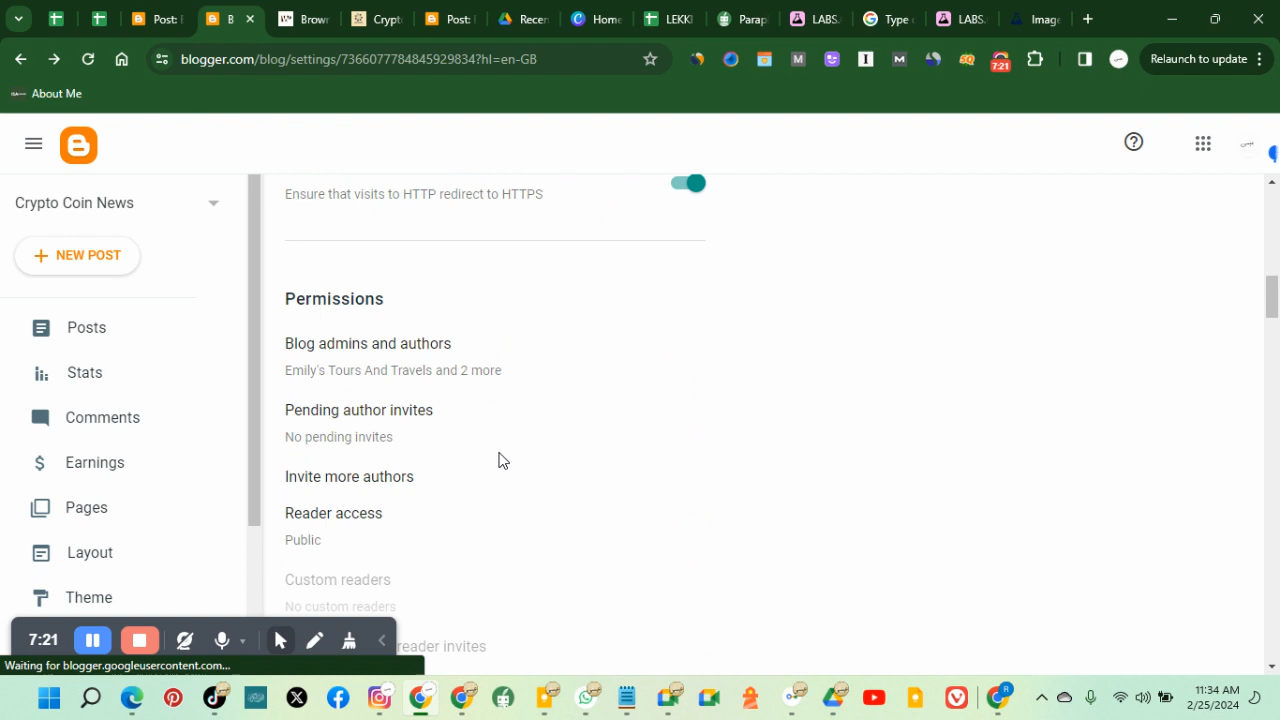 Post: E
B
Brow
Crypt
Post:
Recen
Home
LEKKI
Parap
LABS
Type
LABS
Image
blogger.com/blog/settings/7366077784845929834?hl=en-GB
7:21
Relaunch to update
About Me
Crypto Coin News
NEW POST
Posts
Stats
Comments
Earnings
Pages
Layout
Theme
Ensure that visits to HTTP redirect to HTTPS
Permissions
Blog admins and authors
Emily's Tours And Travels and 2 more
Pending author invites
No pending invites
Invite more authors
Reader access
Public
Custom readers
No custom readers
reader invites
7:21
Waiting for blogger.googleusercontent.com...
11:34 AM
2/25/2024